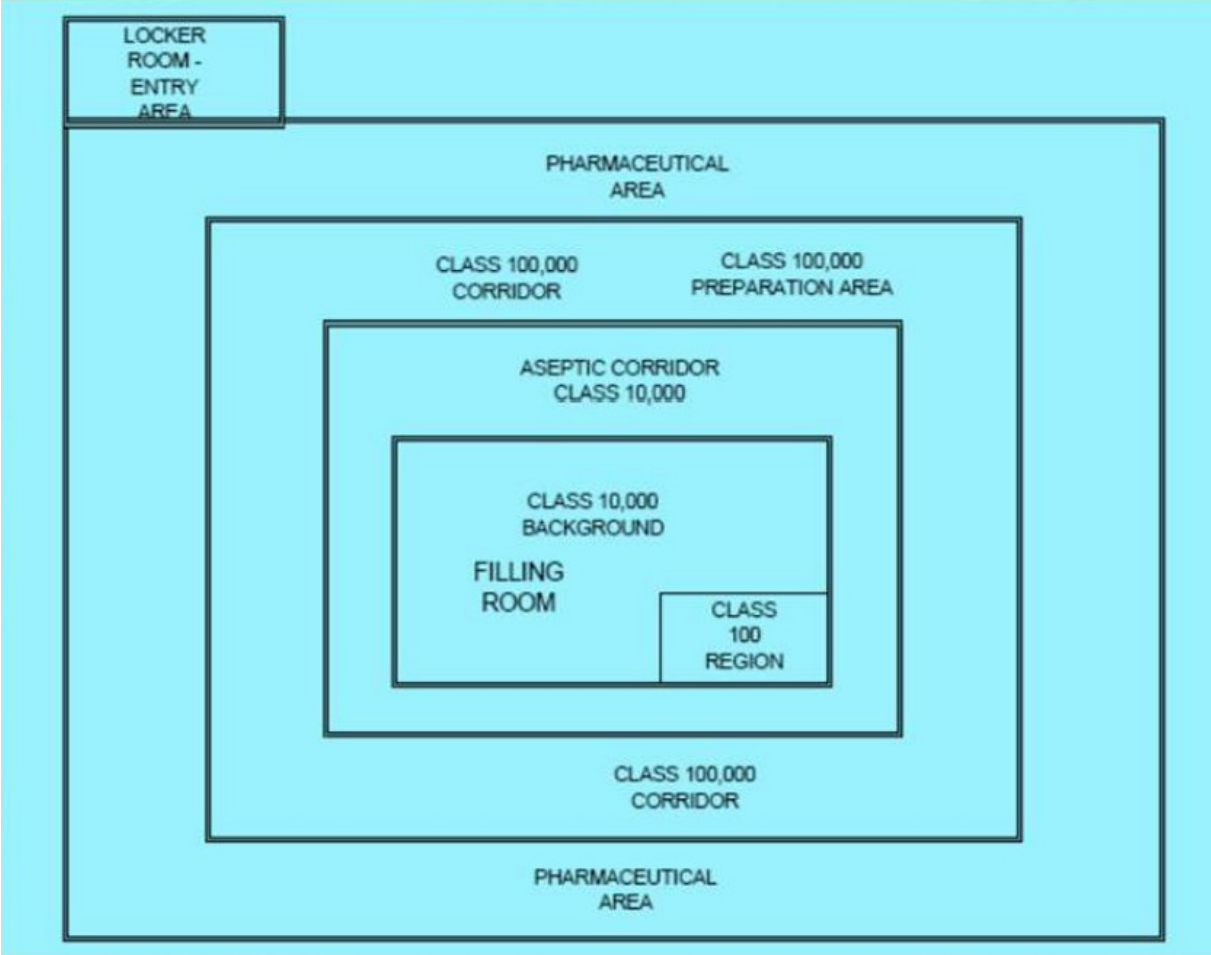 LOCKER
ROOM -
ENTRY
AREA
PHARMACEUTICAL
AREA
CLASS 100,000
CORRIDOR
CLASS 100,000
PREPARATION AREA
ASEPTIC CORRIDOR
CLASS 10,000
CLASS 10,000
BACKGROUND
FILLING
ROOM
CLASS
100
REGION
CLASS 100,000
CORRIDOR
PHARMACEUTICAL
AREA